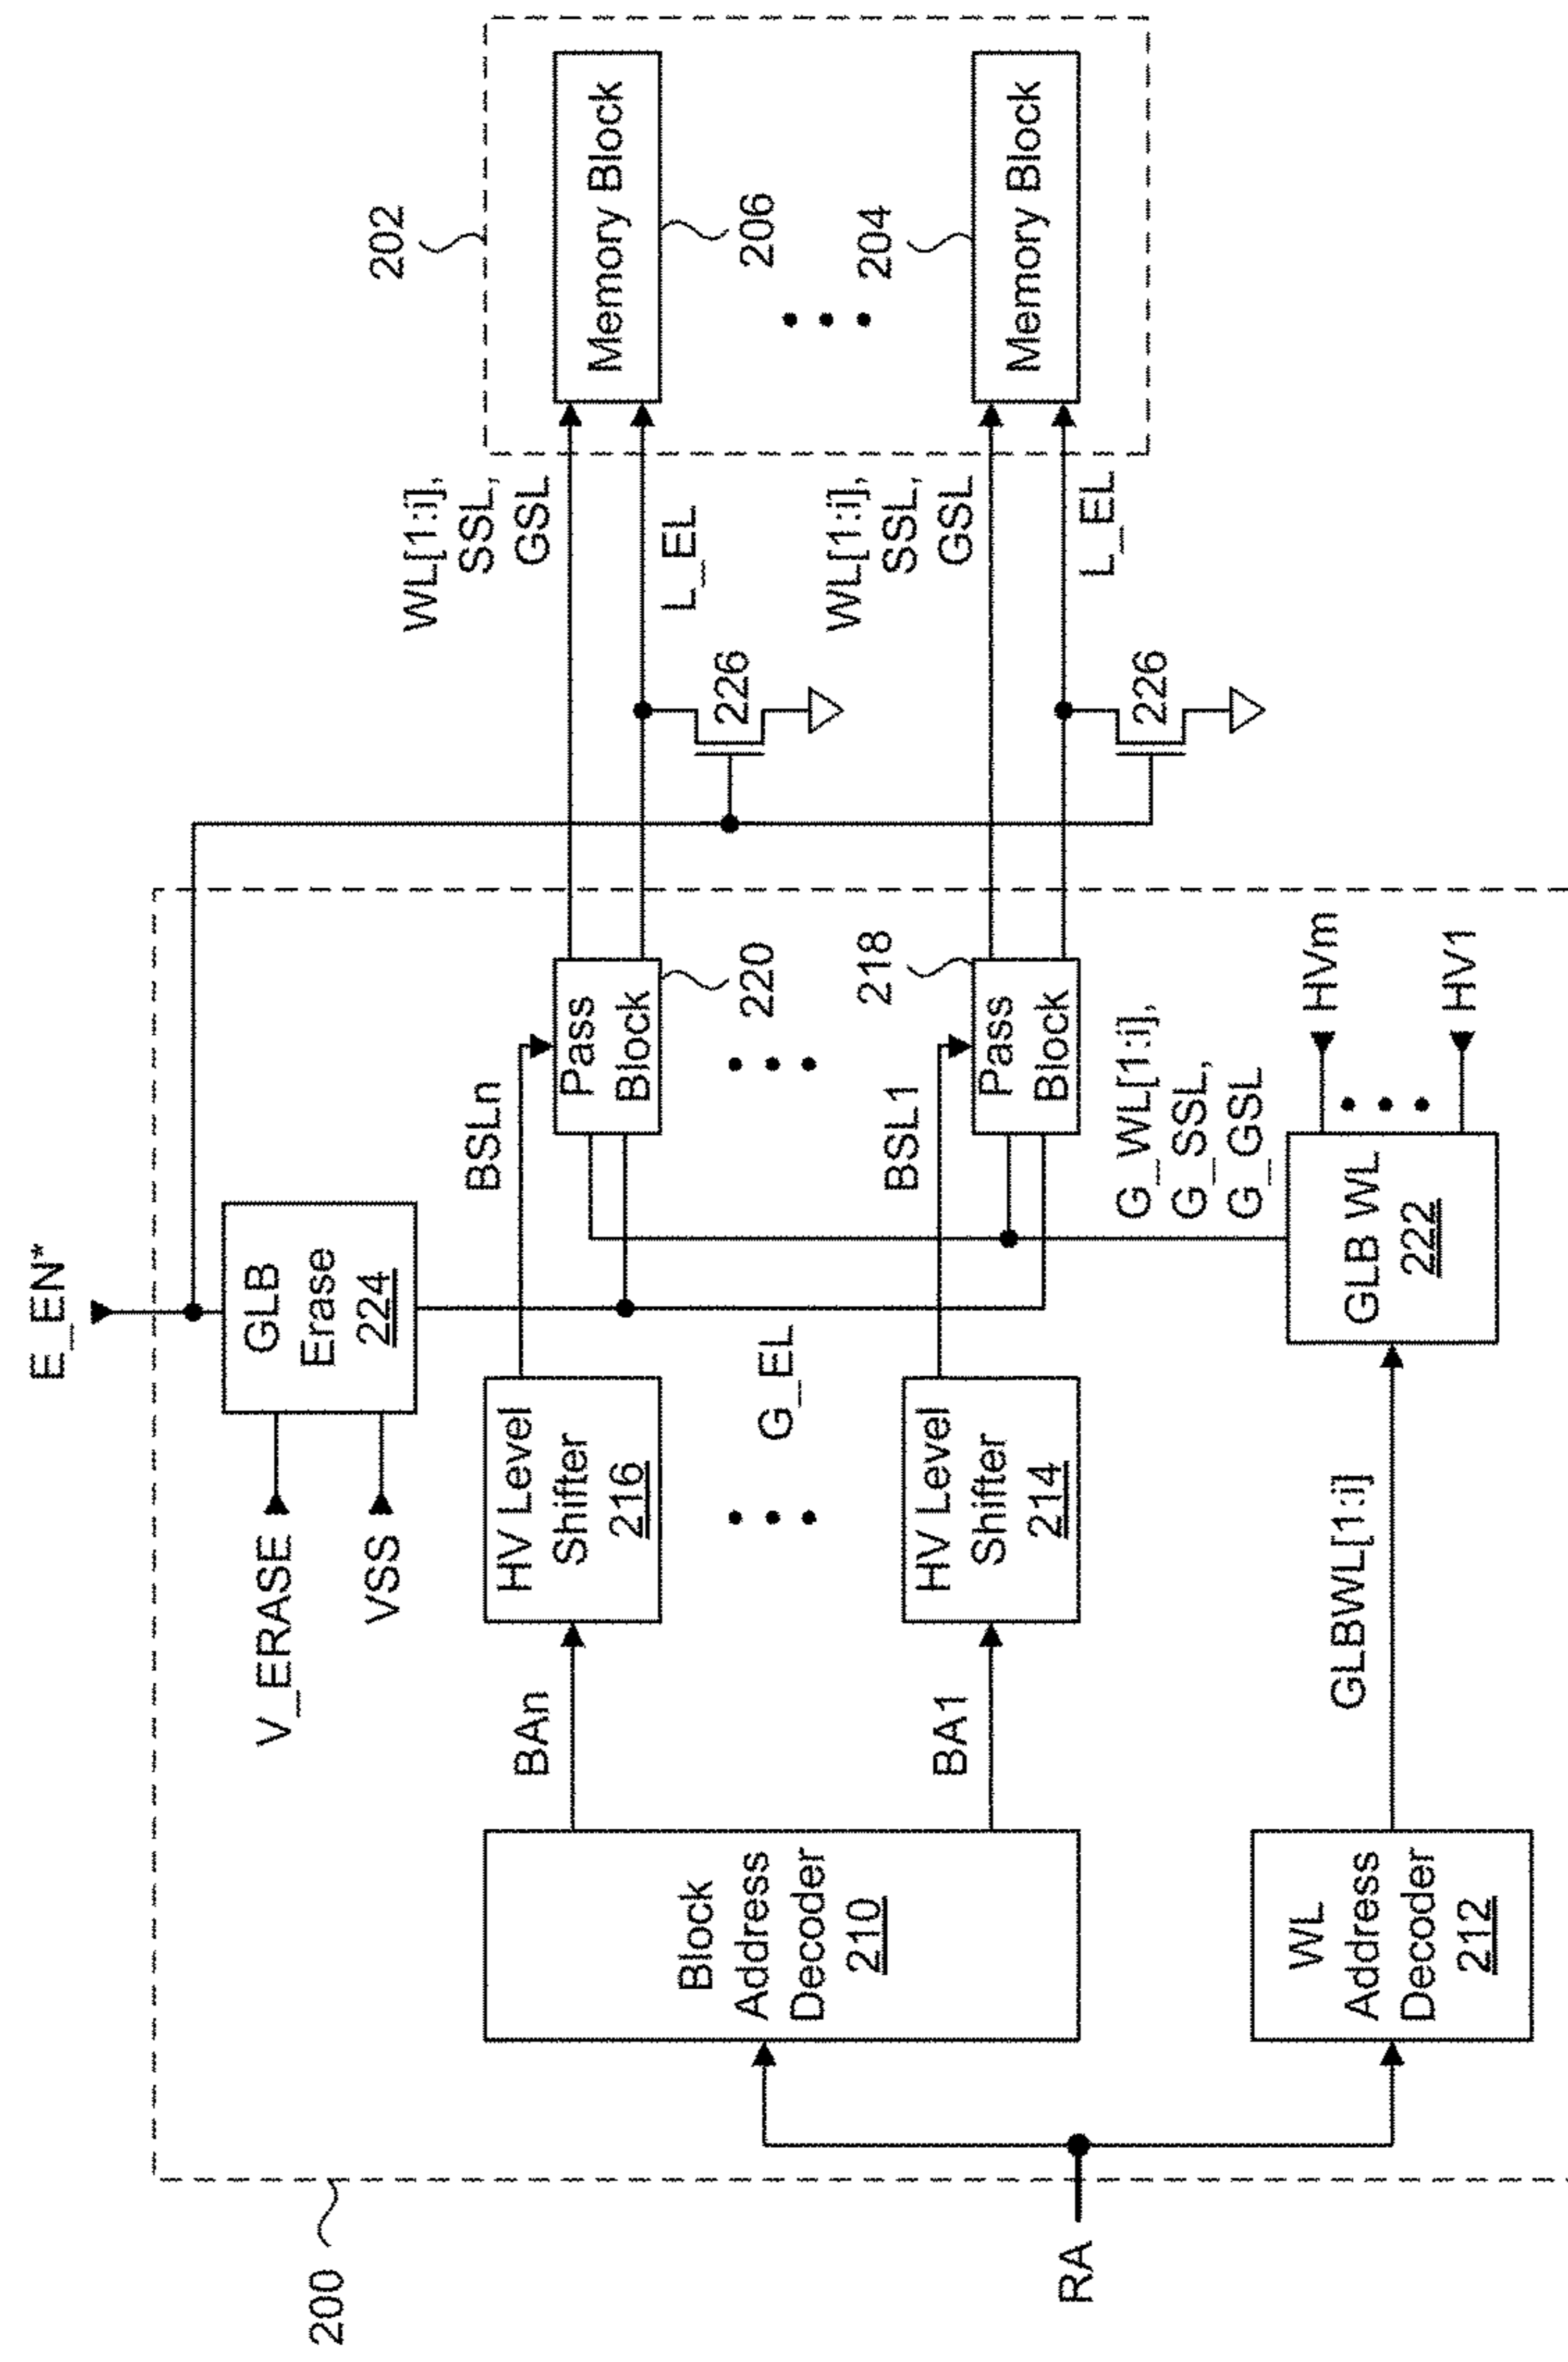 200
RA
E_EN*
V_ERASE
VSS
GLB
Erase
224
202
Block
Address
Decoder
210
BAn
HV Level
Shifter
216
BSLn
Pass
Block
220
WL[1:i],
SSL,
GSL
L_EL
226
Memory Block
206
G_EL
BA1
HV Level
Shifter
214
BSL1
Pass
Block
218
WL[1:i],
SSL,
GSL
L_EL
226
Memory Block
204
WL
Address
Decoder
212
GLBWL[1:i]
GLB WL
222
G_WL[1:i],
G_SSL,
G_GSL
HVm
HV1